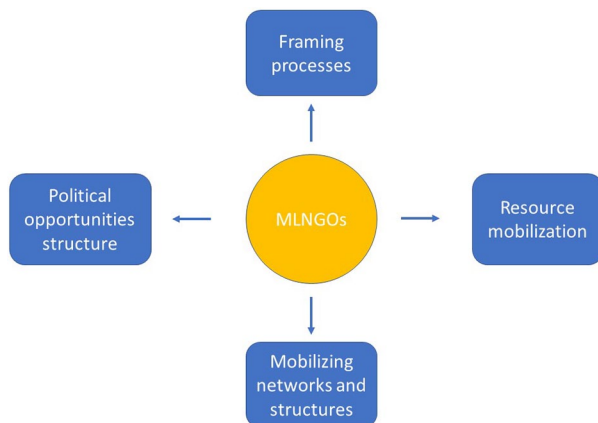 Framing
processes
Political
opportunities
structure
MLNGOs
Resource
mobilization
Mobilizing
networks and
structures